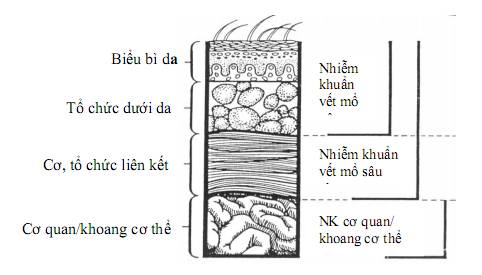 Biểu bì da
Tổ chức dưới da
Cơ, tổ chức liên kết
Cơ quan/khoang cơ thể
Nhiễm
khuẩn
vết mổ
Nhiễm khuẩn
vết mổ sâu
NK cơ quan/
khoang cơ thể